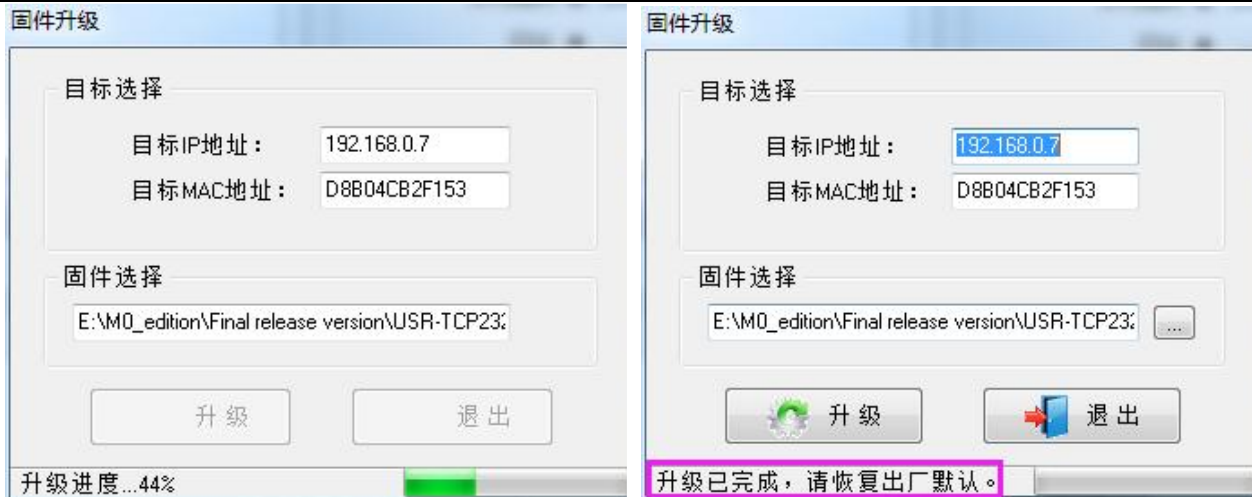 固件升级
目标选择
目标IP地址：
192.168.0.7
目标MAC地址：
D8B04CB2F153
固件选择
E:\M0_edition\Final release version\USR-TCP232
升级
退出
升级进度...44%
固件升级
目标选择
目标IP地址：
192.168.0.7
目标MAC地址：
D8B04CB2F153
固件选择
E:\M0_edition\Final release version\USR-TCP232
...
升级
退出
升级已完成，请恢复出厂默认。